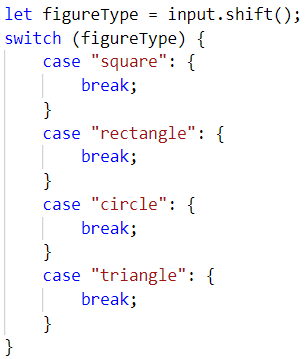 let figureType = input.shift();
switch (figureType) {
    case "square": {
        break;
    }
    case "rectangle": {
        break;
    }
    case "circle": {
        break;
    }
    case "triangle": {
        break;
    }
}